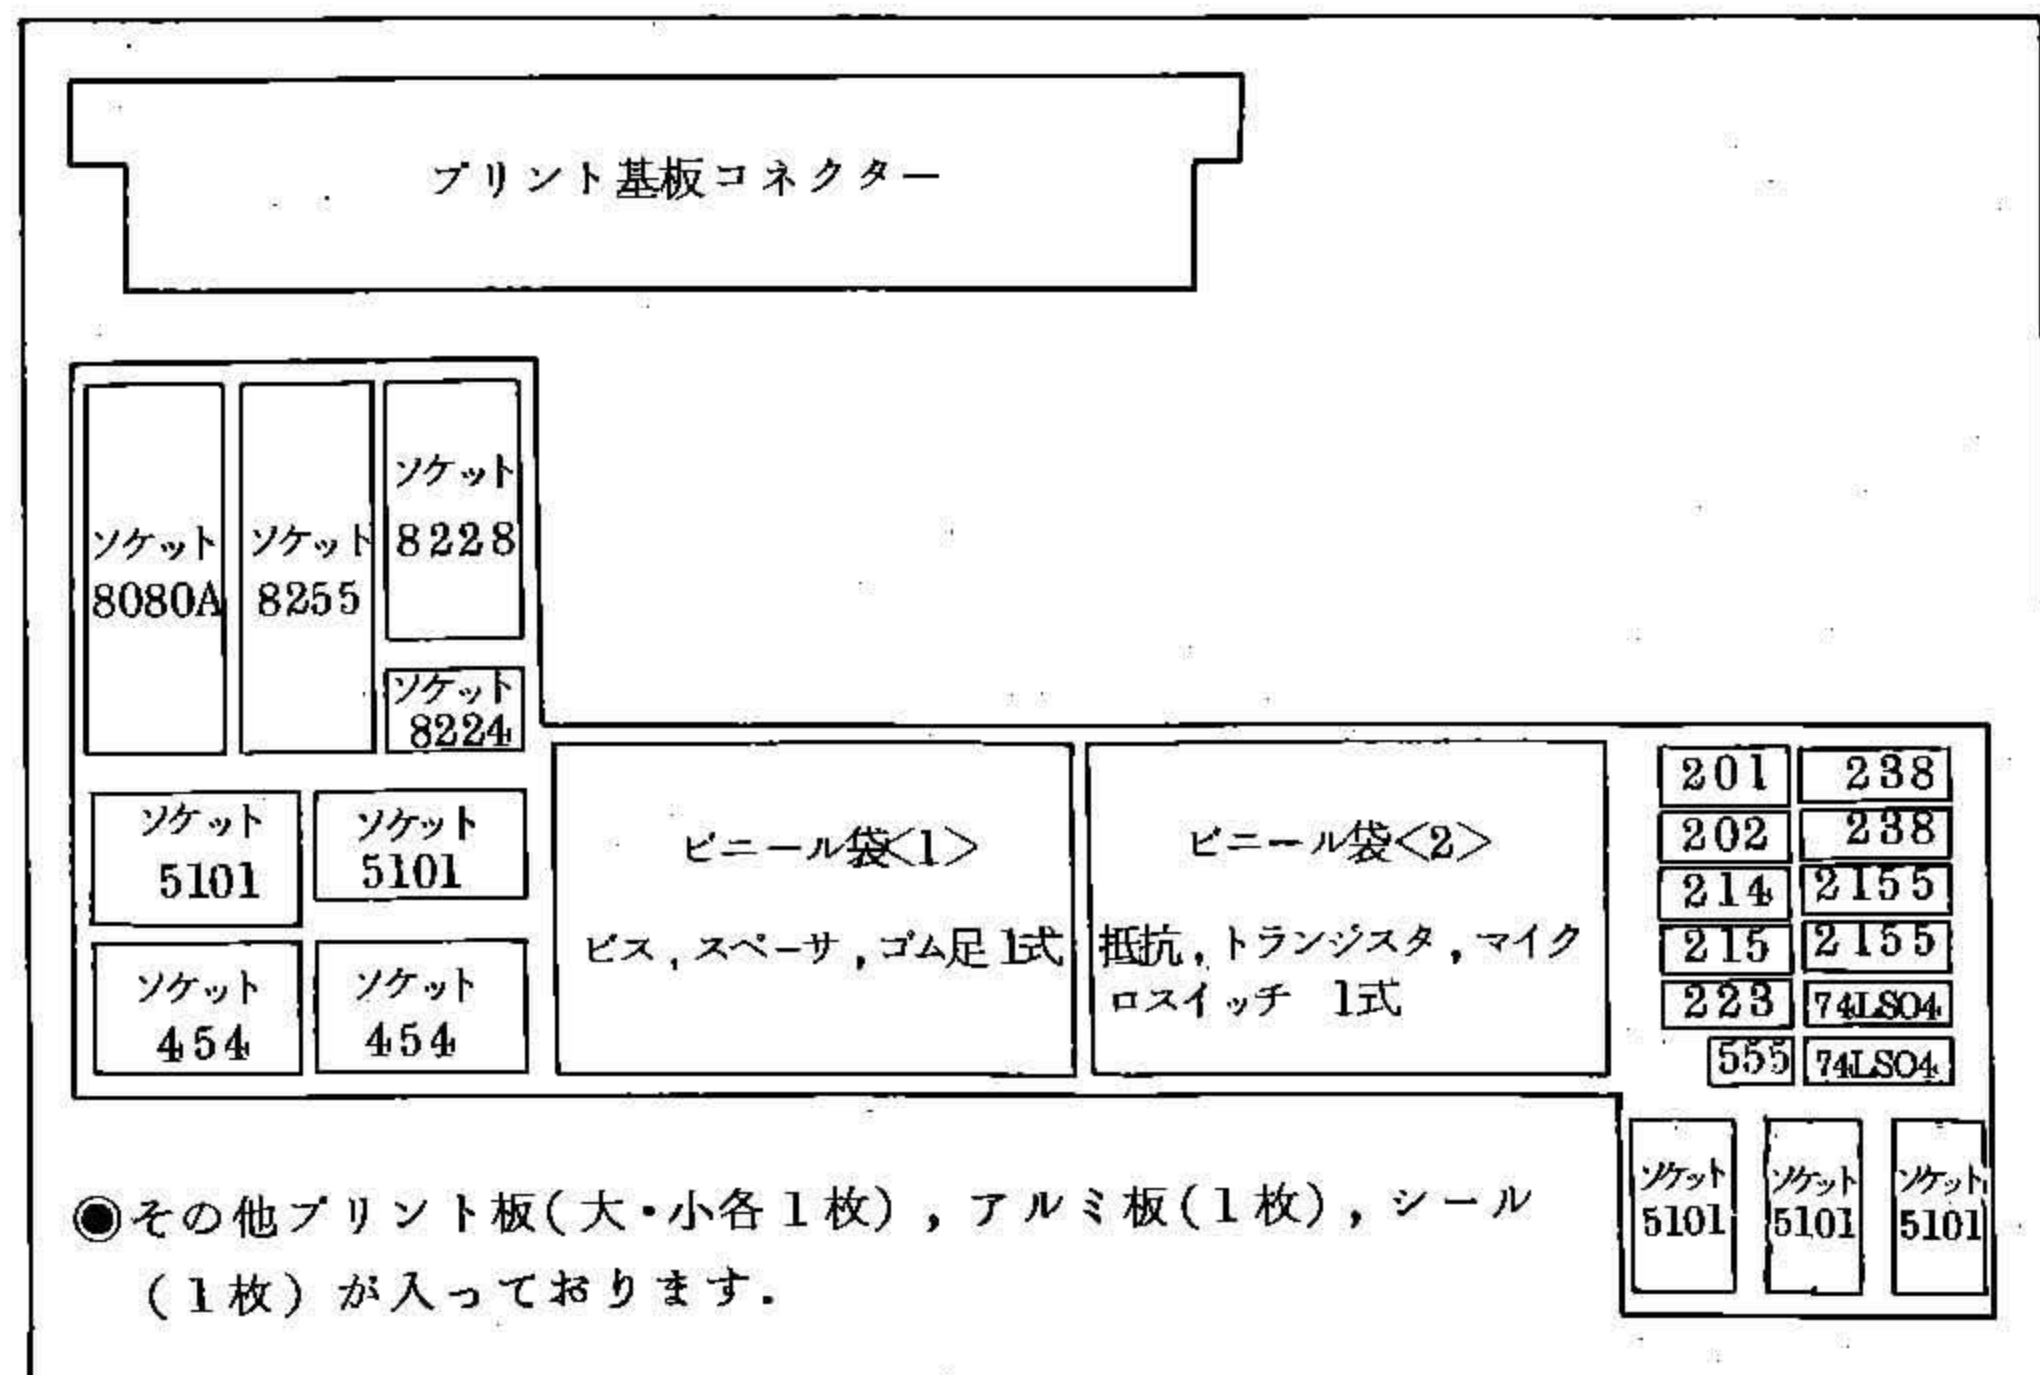 プリント基板コネクター
ソケット
8080A
ソケット
8255
ソケット
8228
ソケット
8224
ソケット
5101
ソケット
5101
ソケット
454
ソケット
454
ビニール袋<1>
ビス,スペーサ,ゴム足1式
ビニール袋<2>
抵抗,トランジスタ,マイク
ロスイッチ 1式
201
238
202
238
214
2155
215
2155
223
74LSO4
555
74LSO4
ソケット
5101
ソケット
5101
ソケット
5101
◉その他プリント板(大・小各1枚),アルミ板(1枚),シール
(1枚)が入っております.